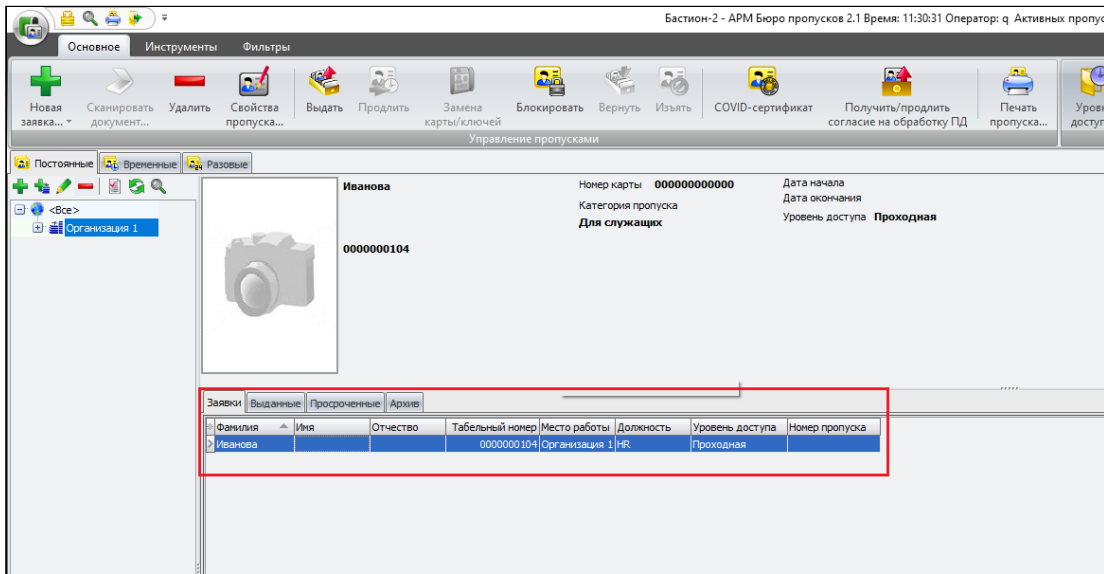 Бастион-2 - АРМ Бюро пропусков 2.1 Время: 11:30:31 Оператор: q Активных пропус
Основное Инструменты Фильтры
Новая заявка...
Сканировать документ...
Удалить
Свойства пропуска...
Выдать
Продлить
Замена карты/ключей
Блокировать
Вернуть
Изъять
COVID-сертификат
Получить/продлить согласие на обработку ПД
Печать пропуска...
Уровн
доступ
Управление пропусками
Постоянные Временные Разовые
<Все>
Организация 1
Иванова
0000000104
Номер карты 000000000000
Категория пропуска
Для служащих
Дата начала
Дата окончания
Уровень доступа Проходная
Заявки Выданные Просроченные Архив
Фамилия Имя Отчество Табельный номер Место работы Должность Уровень доступа Номер пропуска
Иванова 0000000104 Организация 1 HR Проходная